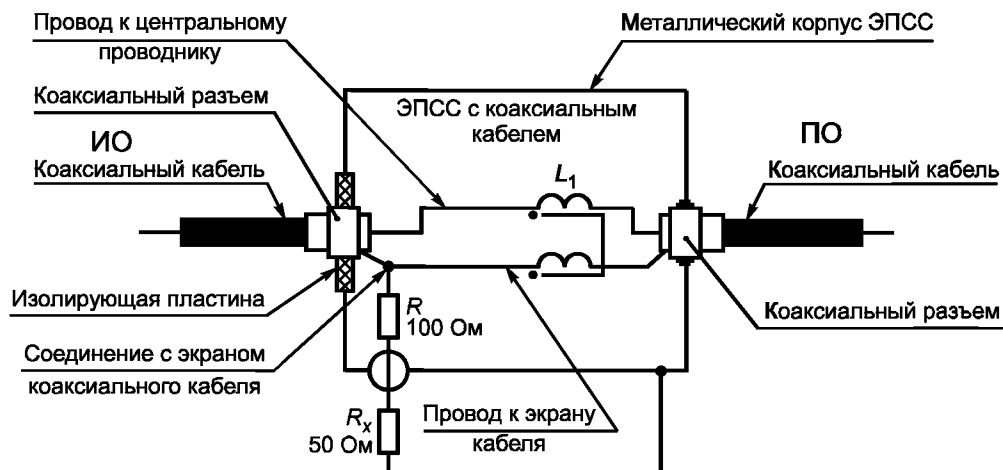 Провод к центральному
проводнику
Металлический корпус ЭПСС
Коаксиальный разъем
ЭПСС с коаксиальным
кабелем
ИО
ПО
Коаксиальный кабель
L1
Коаксиальный кабель
Изолирующая пластина
R
100 Ом
Коаксиальный разъем
Соединение с экраном
коаксиального кабеля
Rx
50 Ом
Провод к экрану
кабеля